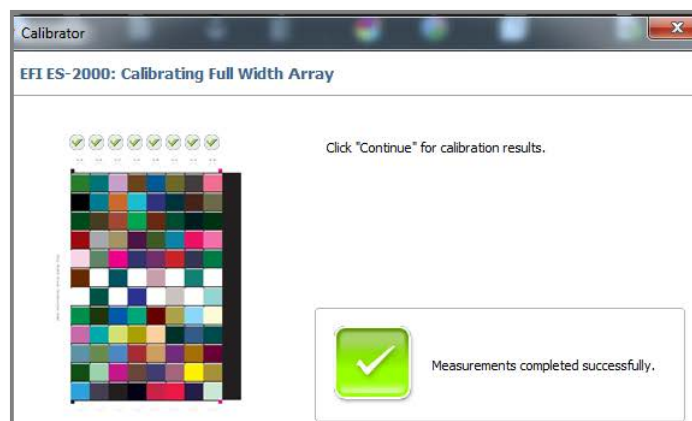 Calibrator
EFI ES-2000: Calibrating Full Width Array
Click "Continue" for calibration results.
Measurements completed successfully.